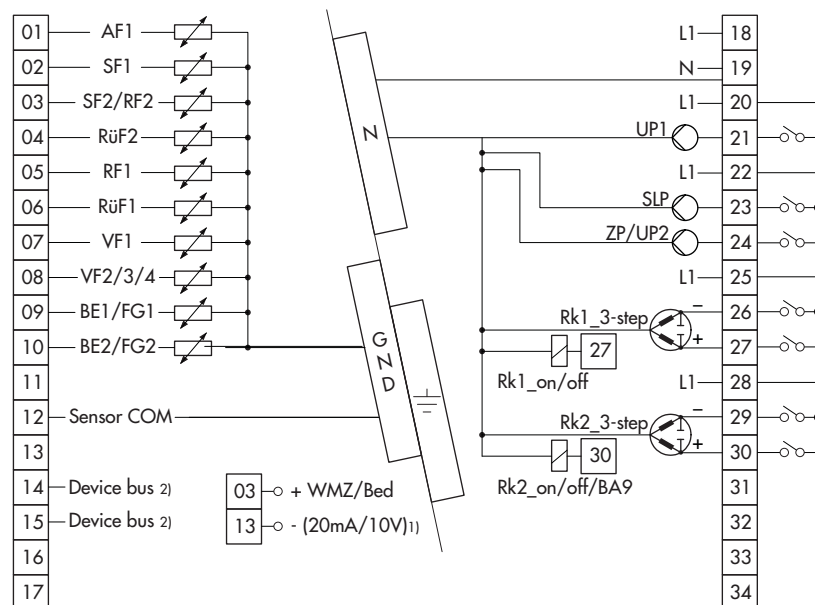 01 AF1 L1 18
02 SF1 N 19
03 SF2/RF2 L1 20
04 RüF2 N UP1 21
05 RF1 L1 22
06 RüF1 SLP 23
07 VF1 ZP/UP2 24
08 VF2/3/4 L1 25
09 BE1/FG1 Rk1_3-step − 26
10 BE2/FG2 GND 27 + 27
Rk1_on/off
11 L1 28
12 Sensor COM Rk2_3-step − 29
13 30 + 30
14 Device bus 2) 03 + WMZ/Bed Rk2_on/off/BA9 31
15 Device bus 2) 13 - (20mA/10V)1) 32
16 33
17 34